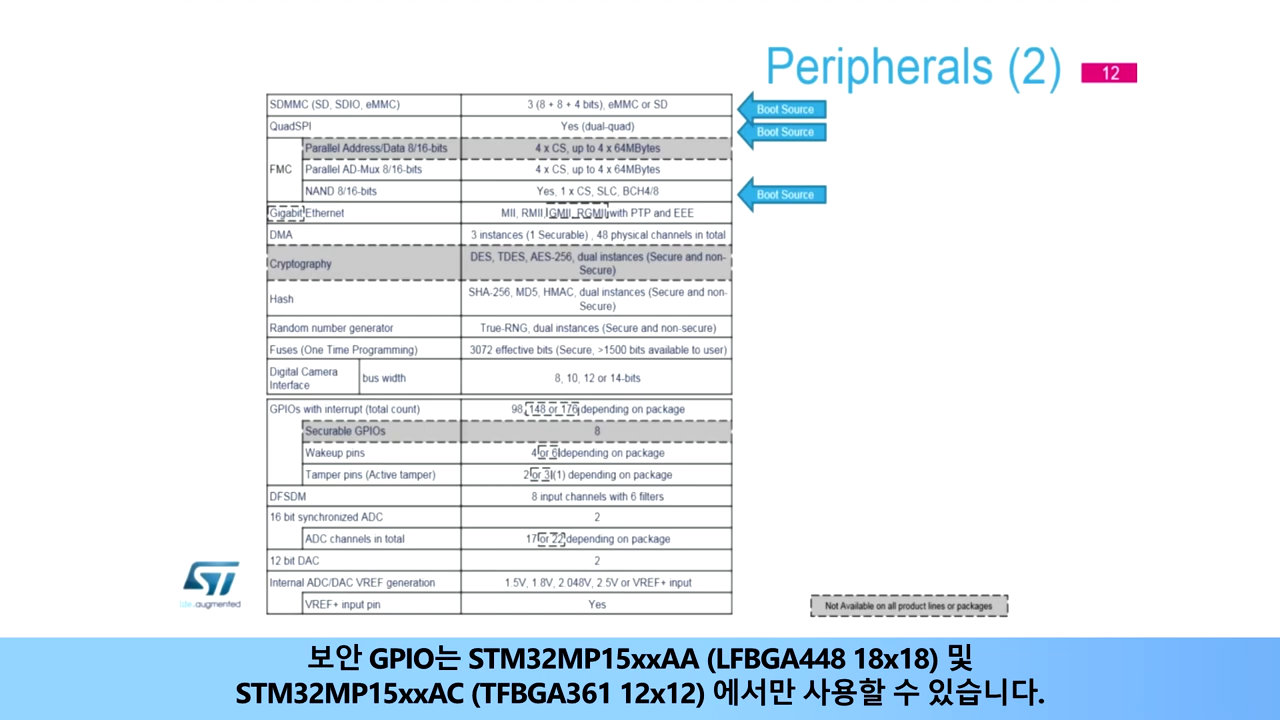 Peripherals (2)
12
SDMMC (SD, SDIO, eMMC) 3 (8 + 8 + 4 bits), eMMC or SD
Boot Source
QuadSPI Yes (dual-quad)
Boot Source
Parallel Address/Data 8/16-bits 4 x CS, up to 4 x 64MBytes
FMC Parallel AD-Mux 8/16-bits 4 x CS, up to 4 x 64MBytes
NAND 8/16-bits Yes, 1 x CS, SLC, BCH4/8
Boot Source
Gigabit Ethernet MII, RMII, GMII, RGMII with PTP and EEE
DMA 3 instances (1 Securable) , 48 physical channels in total
Cryptography DES, TDES, AES-256, dual instances (Secure and non-
Secure)
Hash SHA-256, MD5, HMAC, dual instances (Secure and non-
Secure)
Random number generator True-RNG, dual instances (Secure and non-secure)
Fuses (One Time Programming) 3072 effective bits (Secure, >1500 bits available to user)
Digital Camera
Interface bus width 8, 10, 12 or 14-bits
GPIOs with interrupt (total count) 98, 148 or 176 depending on package
Securable GPIOs 8
Wakeup pins 4 or 6 depending on package
Tamper pins (Active tamper) 2 or 3 (1) depending on package
DFSDM 8 input channels with 6 filters
16 bit synchronized ADC 2
ADC channels in total 17 or 22 depending on package
12 bit DAC 2
Internal ADC/DAC VREF generation 1.5V, 1.8V, 2.048V, 2.5V or VREF+ input
VREF+ input pin Yes
ST
life.augmented
Not Available on all product lines or packages
보안 GPIO는 STM32MP15xxAA (LFBGA448 18x18) 및
STM32MP15xxAC (TFBGA361 12x12) 에서만 사용할 수 있습니다.